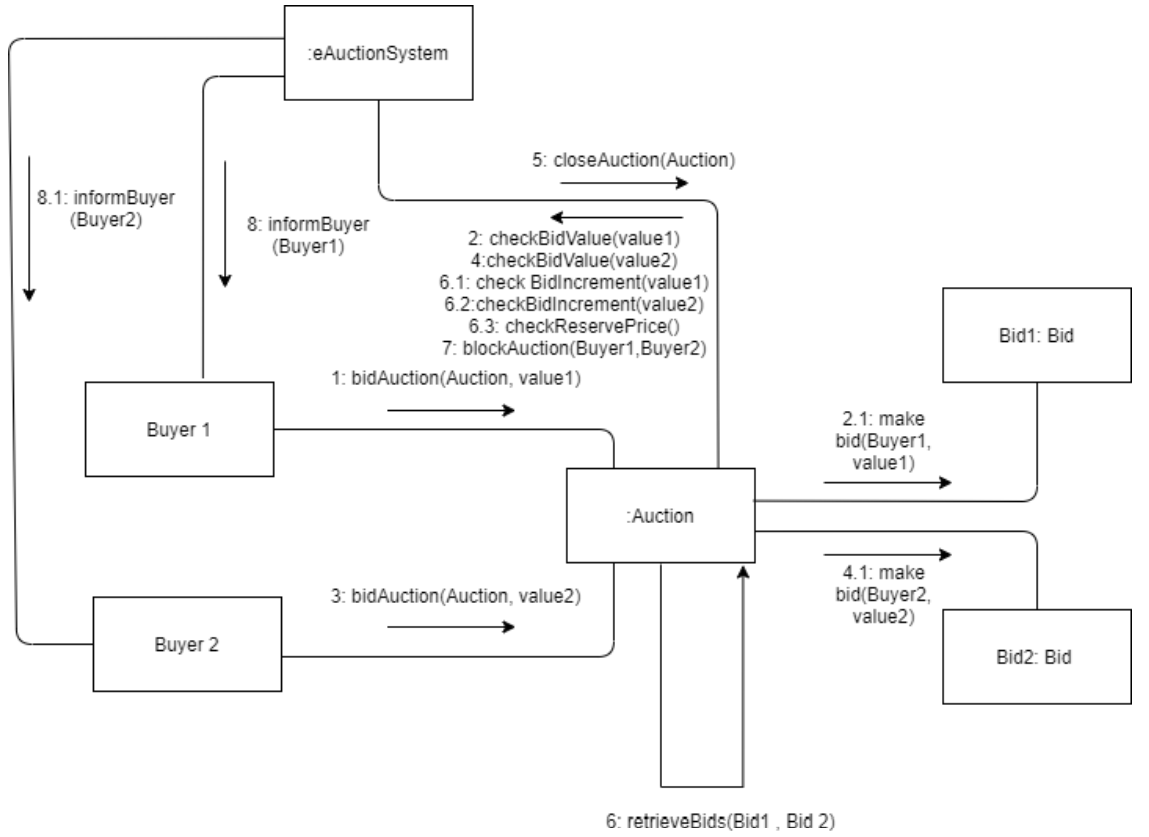 :eAuctionSystem
5: closeAuction(Auction)
8.1: informBuyer
(Buyer2)
8: informBuyer
(Buyer1)
2: checkBidValue(value1)
4:checkBidValue(value2)
6.1: check BidIncrement(value1)
6.2:checkBidIncrement(value2)
6.3: checkReservePrice()
7: blockAuction(Buyer1,Buyer2)
Bid1: Bid
1: bidAuction(Auction, value1)
Buyer 1
2.1: make
bid(Buyer1,
value1)
:Auction
4.1: make
bid(Buyer2,
value2)
3: bidAuction(Auction, value2)
Buyer 2
Bid2: Bid
6: retrieveBids(Bid1 , Bid 2)